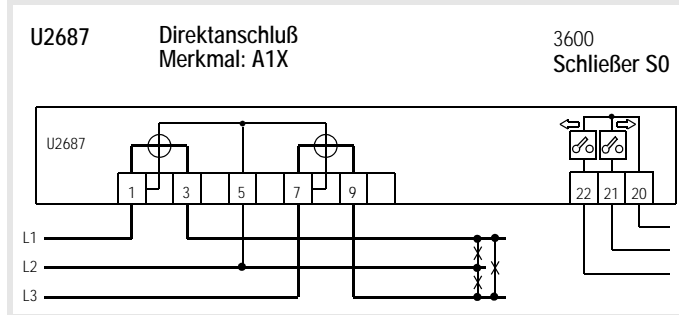 U2687 Direktanschluß 3600
Merkmal: A1X Schließer S0
U2687
1 3 5 7 9 22 21 20
L1
L2
L3